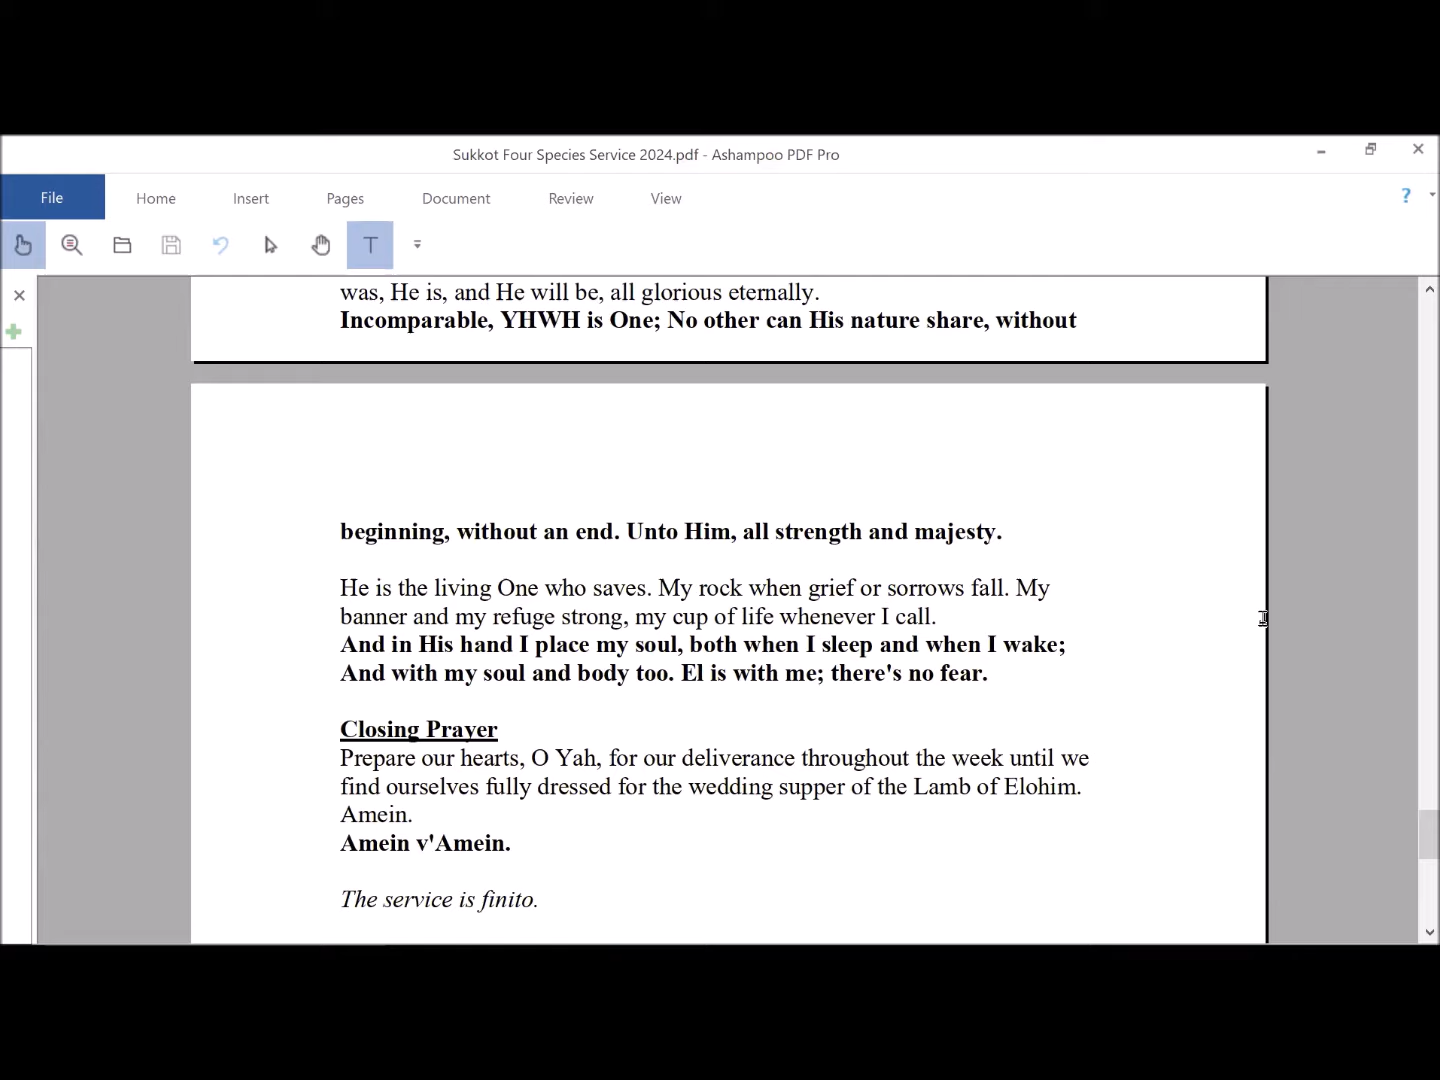 Sukkot Four Species Service 2024.pdf - Ashampoo PDF Pro
File Home Insert Pages Document Review View
T
was, He is, and He will be, all glorious eternally.
Incomparable, YHWH is One; No other can His nature share, without
beginning, without an end. Unto Him, all strength and majesty.
He is the living One who saves. My rock when grief or sorrows fall. My
banner and my refuge strong, my cup of life whenever I call.
And in His hand I place my soul, both when I sleep and when I wake;
And with my soul and body too. El is with me; there's no fear.
Closing Prayer
Prepare our hearts, O Yah, for our deliverance throughout the week until we
find ourselves fully dressed for the wedding supper of the Lamb of Elohim.
Amein.
Amein v'Amein.
The service is finito.